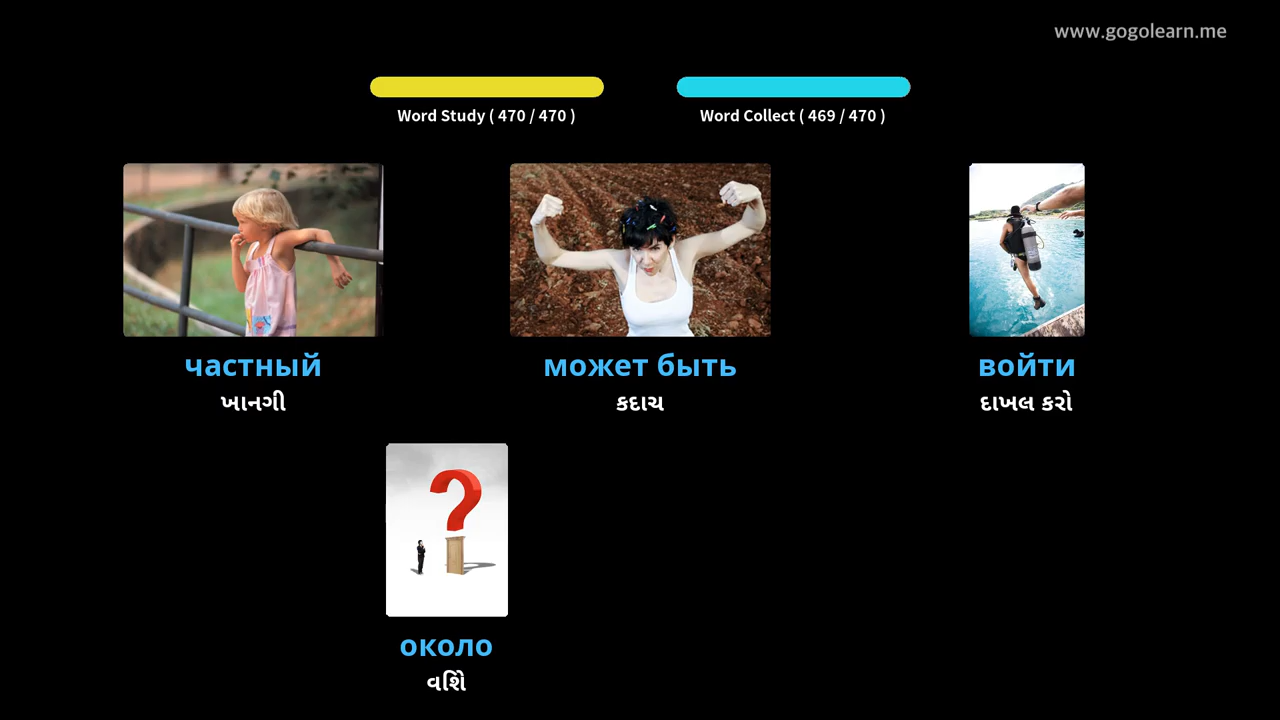 www.gogolearn.me
Word Study ( 470 / 470 )
Word Collect ( 469 / 470 )
частный
может быть
войти
ખાનગી
કદાચ
દાખલ કરો
?
около
વિશે